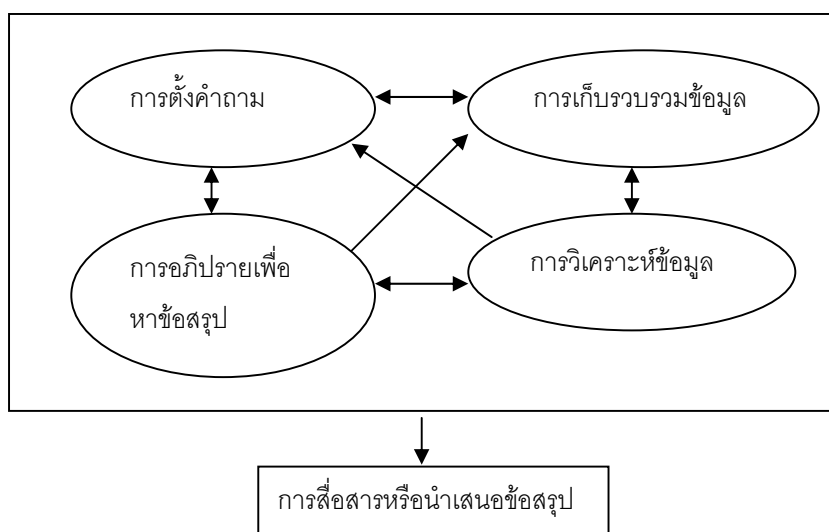 การตั้งคำถาม
การเก็บรวบรวมข้อมูล
การอภิปรายเพื่อ
หาข้อสรุป
การวิเคราะห์ข้อมูล
การสื่อสารหรือนำเสนอข้อสรุป